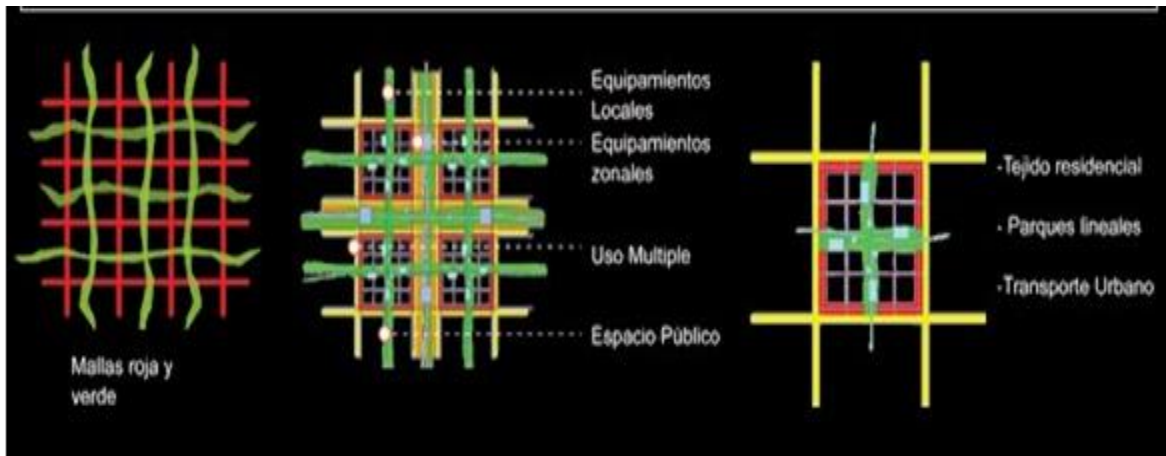 Mallas roja y
verde
Equipamientos
Locales
Equipamientos
zonales
Uso Multiple
Espacio Público
-Tejido residencial
- Parques lineales
-Transporte Urbano